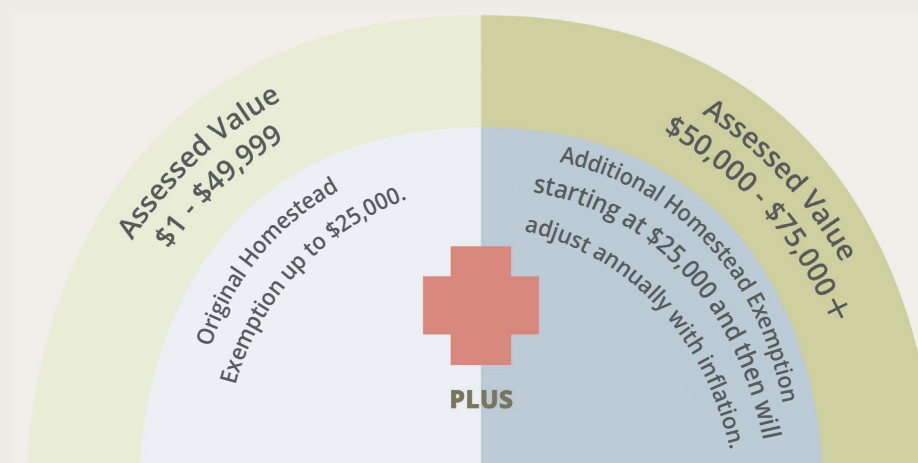 Assessed Value
$1 - $49,999
Original Homestead
Exemption up to $25,000.
Assessed Value
$50,000 - $75,000+
Additional Homestead Exemption
starting at $25,000 and then will
adjust annually with inflation.
PLUS